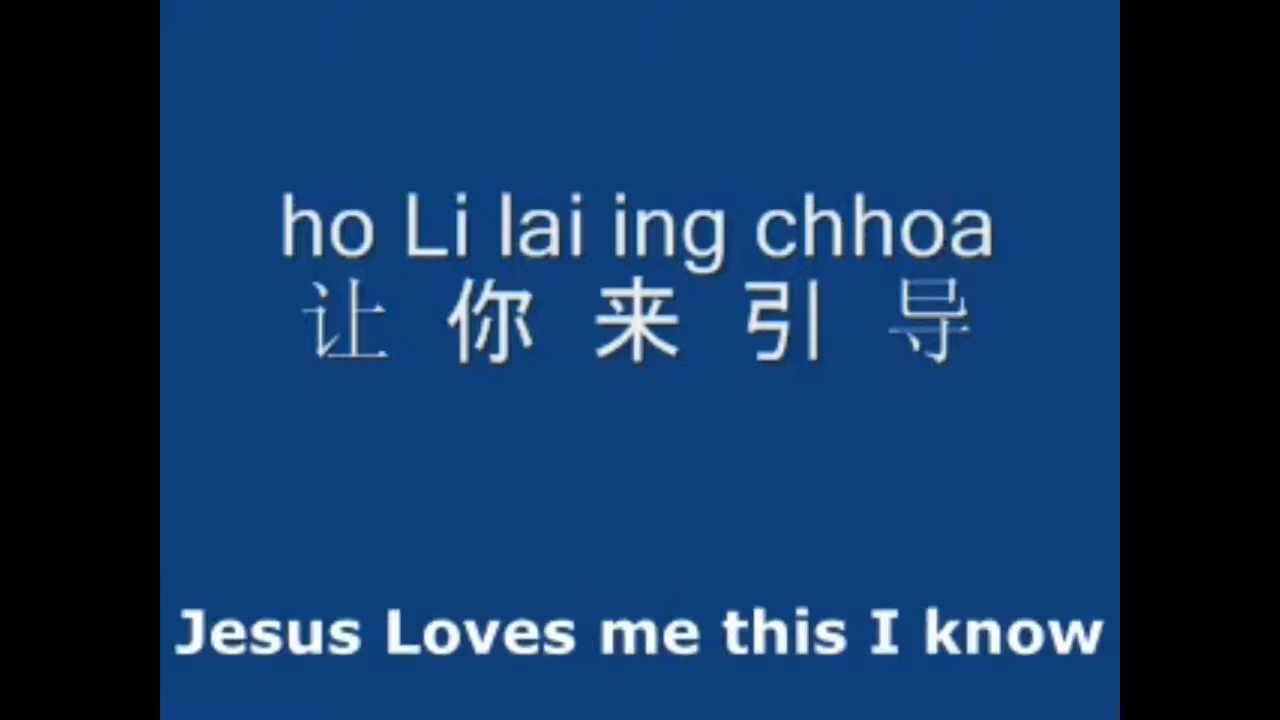 ho Li lai ing chhoa
让 你 来 引 导
Jesus Loves me this I know